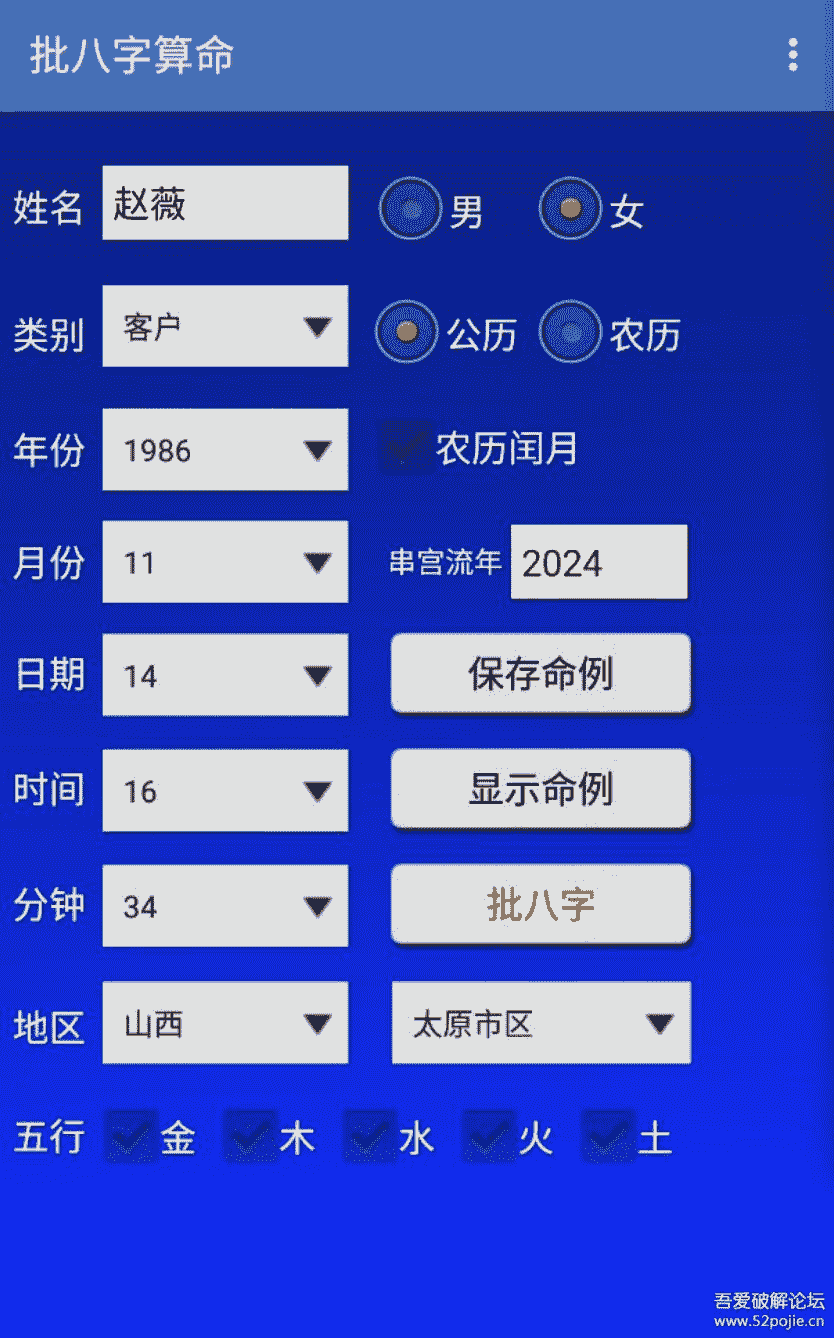 批八字算命
姓名 赵薇 男 女
类别 客户 公历 农历
年份 1986 农历闰月
月份 11 串宫流年 2024
日期 14 保存命例
时间 16 显示命例
分钟 34 批八字
地区 山西 太原市区
五行 金 木 水 火 土
吾爱破解论坛
www.52pojie.cn